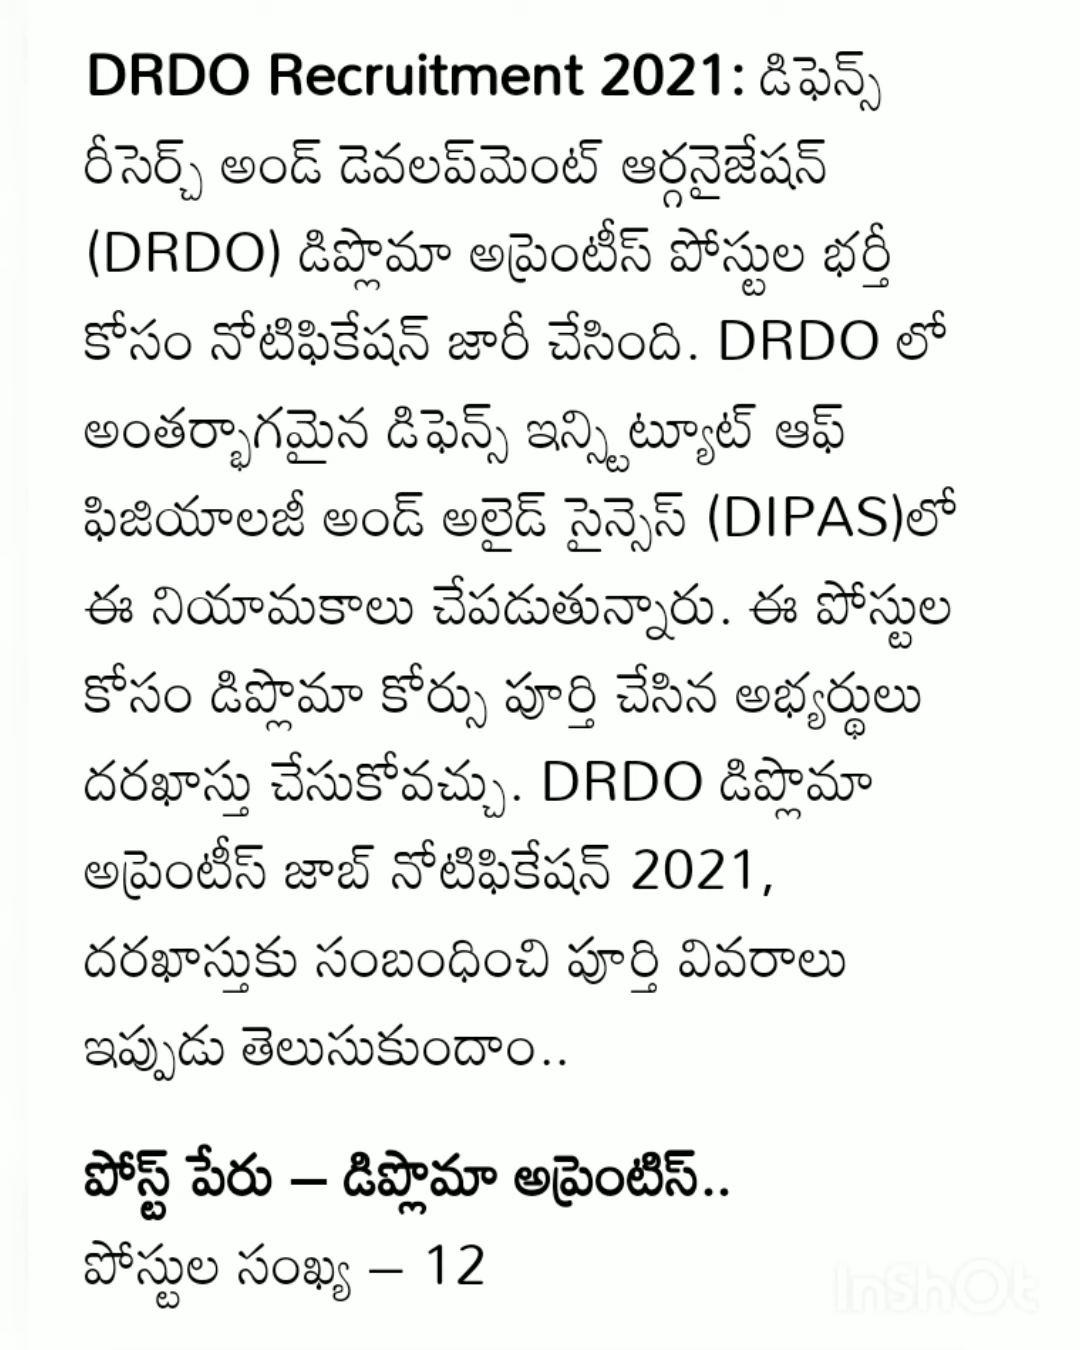 DRDO Recruitment 2021: డిఫెన్స్
రీసెర్చ్ అండ్ డెవలప్‌మెంట్ ఆర్గనైజేషన్
(DRDO) డిప్లొమా అప్రెంటీస్ పోస్టుల భర్తీ
కోసం నోటిఫికేషన్ జారీ చేసింది. DRDO లో
అంతర్భాగమైన డిఫెన్స్ ఇన్స్టిట్యూట్ ఆఫ్
ఫిజియాలజీ అండ్ అలైడ్ సైన్సెస్ (DIPAS)లో
ఈ నియామకాలు చేపడుతున్నారు. ఈ పోస్టుల
కోసం డిప్లొమా కోర్సు పూర్తి చేసిన అభ్యర్థులు
దరఖాస్తు చేసుకోవచ్చు. DRDO డిప్లొమా
అప్రెంటీస్ జాబ్ నోటిఫికేషన్ 2021,
దరఖాస్తుకు సంబంధించి పూర్తి వివరాలు
ఇప్పుడు తెలుసుకుందాం..
పోస్ట్ పేరు – డిప్లొమా అప్రెంటిస్..
పోస్టుల సంఖ్య – 12
InShOt